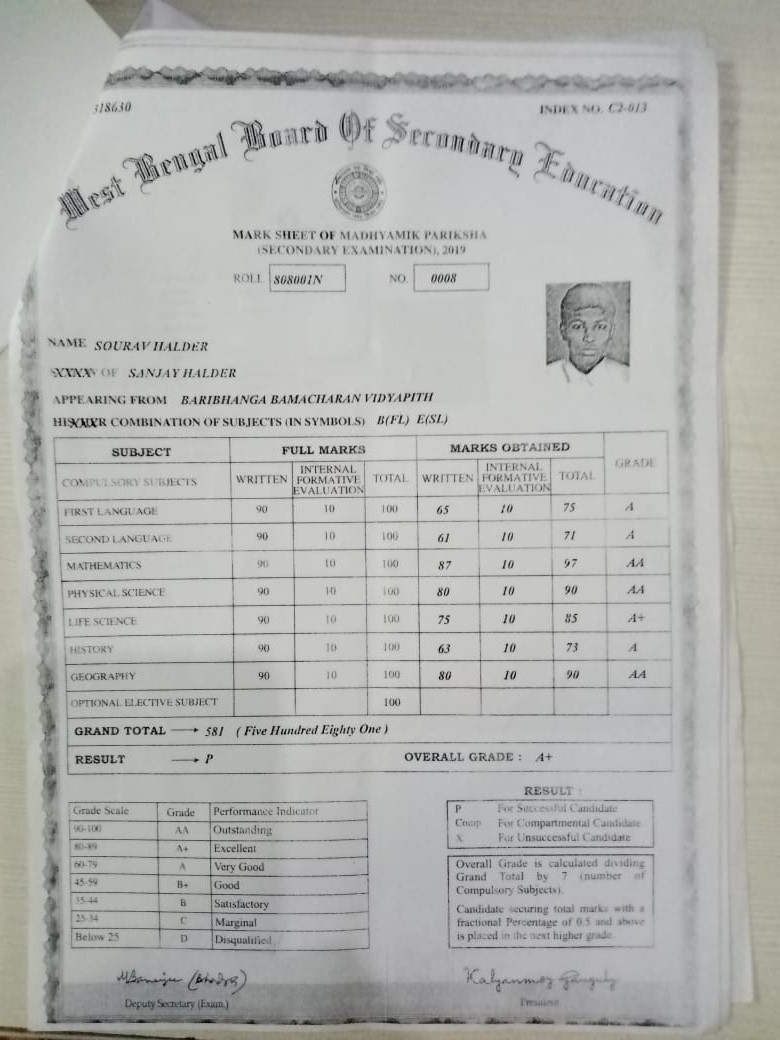 318630 INDEX NO. C2-013
West Bengal Board Of Secondary Education
MARK SHEET OF MADHYAMIK PARIKSHA
(SECONDARY EXAMINATION), 2019
ROLL 808001N NO. 0008
NAME SOURAV HALDER
XXXX OF SANJAY HALDER
APPEARING FROM BARIBHANGA BAMACHARAN VIDYAPITH
HISXXXR COMBINATION OF SUBJECTS (IN SYMBOLS) B(FL) E(SL)
SUBJECT FULL MARKS MARKS OBTAINED GRADE
COMPULSORY SUBJECTS WRITTEN INTERNAL FORMATIVE EVALUATION TOTAL WRITTEN INTERNAL FORMATIVE EVALUATION TOTAL
FIRST LANGUAGE 90 10 100 65 10 75 A
SECOND LANGUAGE 90 10 100 61 10 71 A
MATHEMATICS 90 10 100 87 10 97 AA
PHYSICAL SCIENCE 90 10 100 80 10 90 AA
LIFE SCIENCE 90 10 100 75 10 85 A+
HISTORY 90 10 100 63 10 73 A
GEOGRAPHY 90 10 100 80 10 90 AA
OPTIONAL ELECTIVE SUBJECT 100
GRAND TOTAL → 581 ( Five Hundred Eighty One )
RESULT → P OVERALL GRADE : A+
Grade Scale Grade Performance Indicator
90-100 AA Outstanding
80-89 A+ Excellent
60-79 A Very Good
45-59 B+ Good
35-44 B Satisfactory
25-34 C Marginal
Below 25 D Disqualified
RESULT :
P For Successful Candidate
Comp For Compartmental Candidate
X For Unsuccessful Candidate
Overall Grade is calculated dividing
Grand Total by 7 (number of
Compulsory Subjects).
Candidate securing total marks with a
fractional Percentage of 0.5 and above
is placed in the next higher grade.
Deputy Secretary (Exam.)
Kalyanmoy Ganguly
President